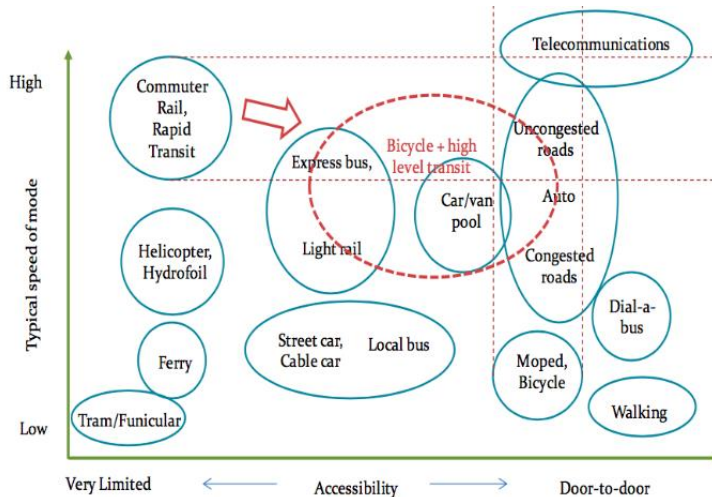 Telecommunications
High
Commuter
Rail,
Rapid
Transit
Bicycle + high
level transit
Uncongested
roads
Express bus,
Light rail
Car/van
pool
Auto
Congested
roads
Typical speed of mode
Helicopter,
Hydrofoil
Dial-a-
bus
Ferry
Street car,
Cable car
Local bus
Moped,
Bicycle
Tram/Funicular
Walking
Low
Very Limited
Accessibility
Door-to-door